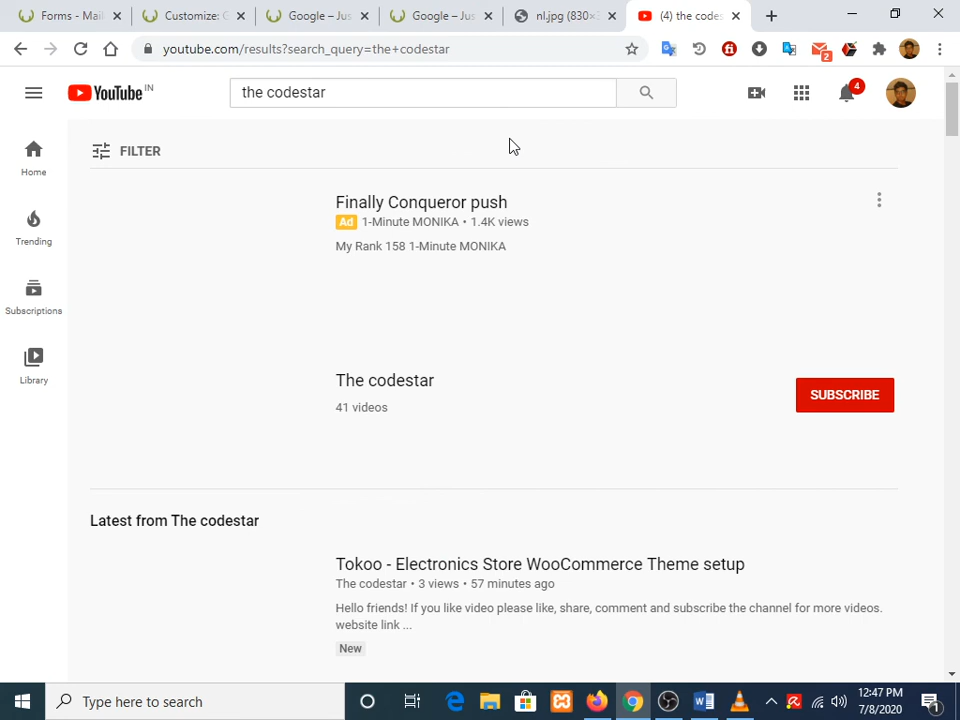 Forms - Mail
Customize: G
Google – Jus
Google – Jus
nl.jpg (830×
(4) the codes
youtube.com/results?search_query=the+codestar
2
YouTube IN
the codestar
4
FILTER
Home
Trending
Subscriptions
Library
Finally Conqueror push
Ad 1-Minute MONIKA • 1.4K views
My Rank 158 1-Minute MONIKA
The codestar
41 videos
SUBSCRIBE
Latest from The codestar
Tokoo - Electronics Store WooCommerce Theme setup
The codestar • 3 views • 57 minutes ago
Hello friends! If you like video please like, share, comment and subscribe the channel for more videos.
website link ...
New
Type here to search
12:47 PM
7/8/2020
1